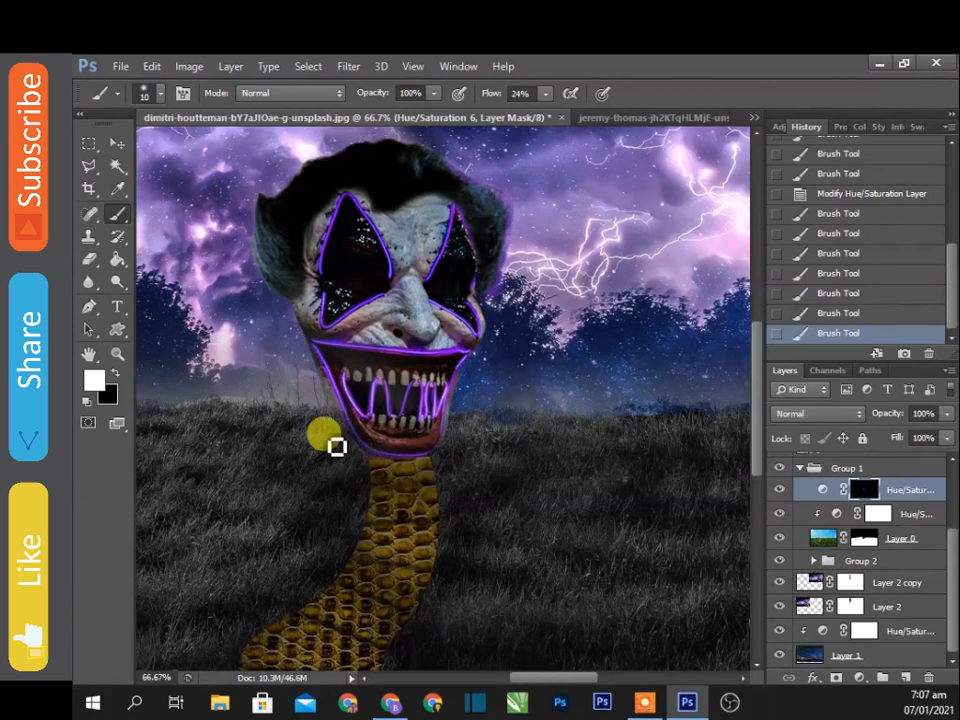 Subscribe
Share
Like
Ps File Edit Image Layer Type Select Filter 3D View Window Help
10 Mode: Normal Opacity: 100% Flow: 24%
dimitri-houtteman-bY7aJIOae-g-unsplash.jpg @ 66.7% (Hue/Saturation 6, Layer Mask/8) * × jeremy-thomas-jh2KTqHLMjE-uns
Adj History Pr Col Sty Info Swa
Brush Tool
Brush Tool
Modify Hue/Saturation Layer
Brush Tool
Brush Tool
Brush Tool
Brush Tool
Brush Tool
Brush Tool
Brush Tool
Layers Channels Paths
Kind
Normal Opacity: 100%
Lock: Fill: 100%
Group 1
Hue/Satur...
Hue/S...
Layer 0
Group 2
Layer 2 copy
Layer 2
Hue/Satur...
Layer 1
66.67% Doc: 10.3M/46.6M
7:07 am
07/01/2021